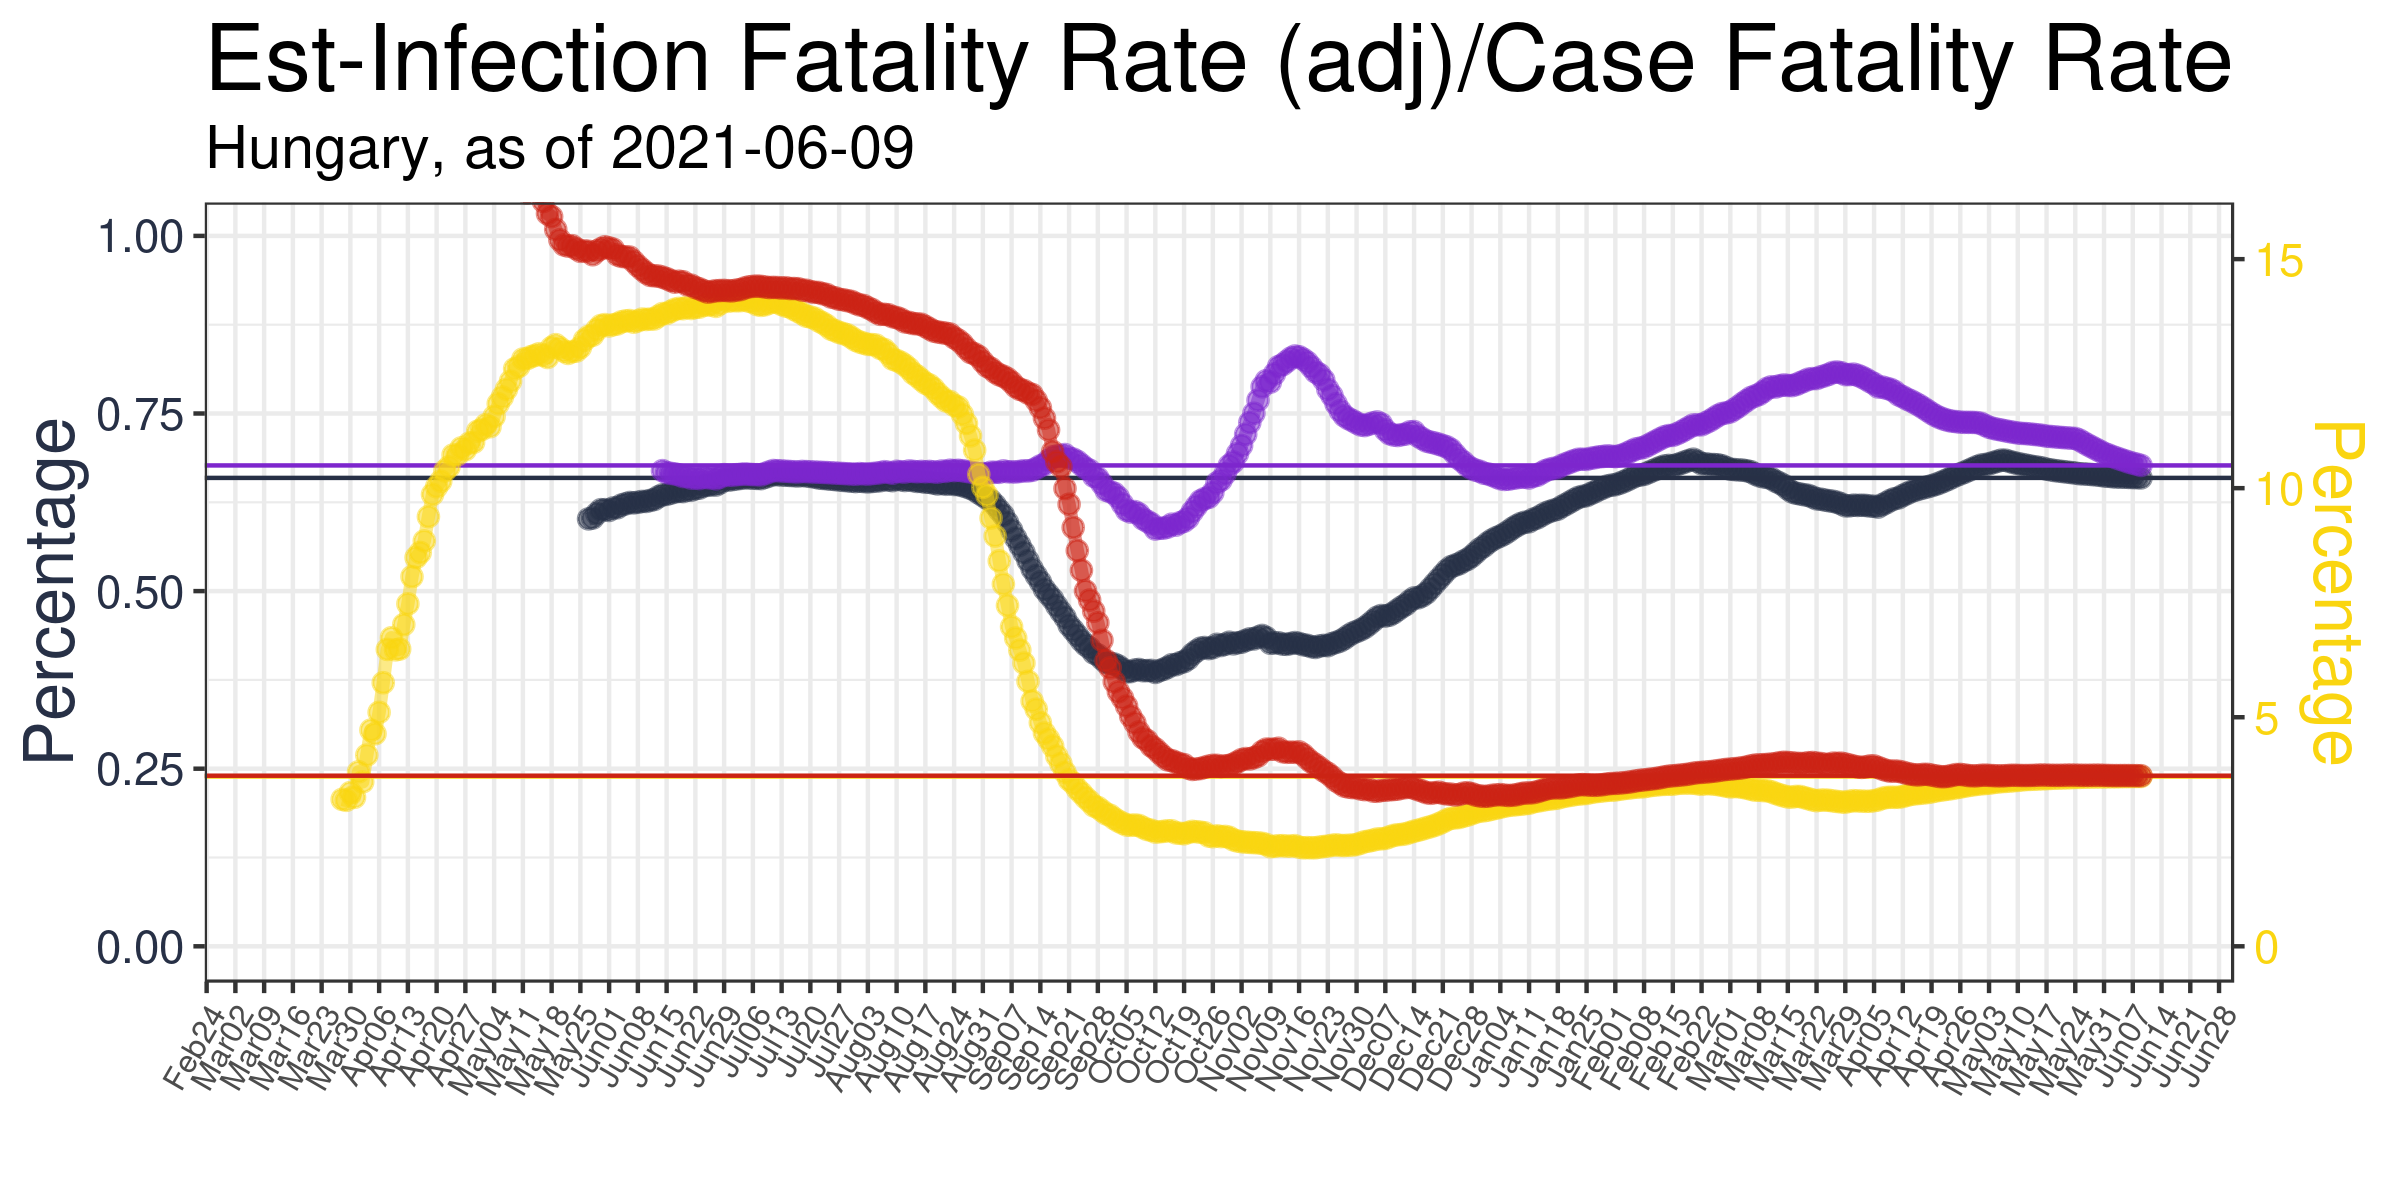 Est-Infection Fatality Rate (adj)/Case Fatality Rate
Hungary, as of 2021-06-09
Percentage
1.00
0.75
0.50
0.25
0.00
15
10
5
0
Percentage
Feb24
Mar02
Mar09
Mar16
Mar23
Mar30
Apr06
Apr13
Apr20
Apr27
May04
May11
May18
May25
Jun01
Jun08
Jun15
Jun22
Jun29
Jul06
Jul13
Jul20
Jul27
Aug03
Aug10
Aug17
Aug24
Aug31
Sep07
Sep14
Sep21
Sep28
Oct05
Oct12
Oct19
Oct26
Nov02
Nov09
Nov16
Nov23
Nov30
Dec07
Dec14
Dec21
Dec28
Jan04
Jan11
Jan18
Jan25
Feb01
Feb08
Feb15
Feb22
Mar01
Mar08
Mar15
Mar22
Mar29
Apr05
Apr12
Apr19
Apr26
May03
May10
May17
May24
May31
Jun07
Jun14
Jun21
Jun28